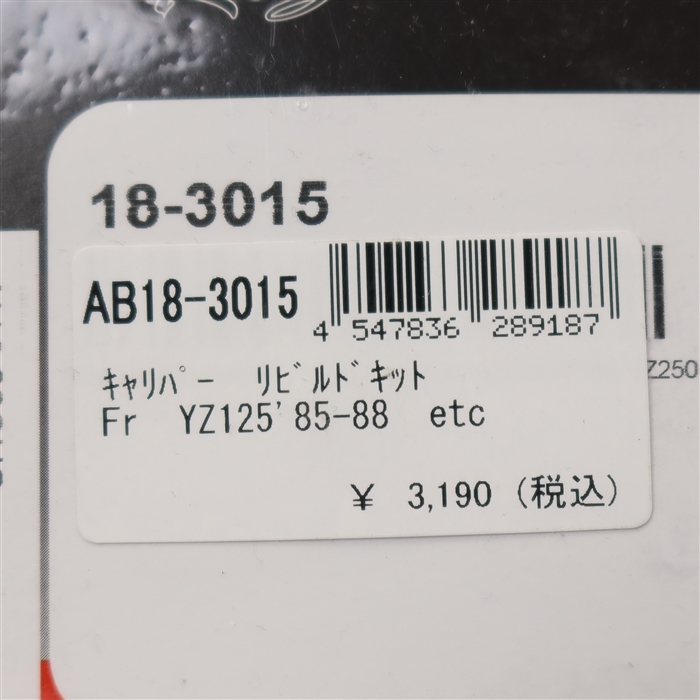 18-3015
AB18-3015
4 547836 289187
Z250
ｷｬﾘﾊﾟｰ ﾘﾋﾞﾙﾄﾞｷｯﾄ
Fr YZ125'85-88 etc
¥ 3,190 (税込)